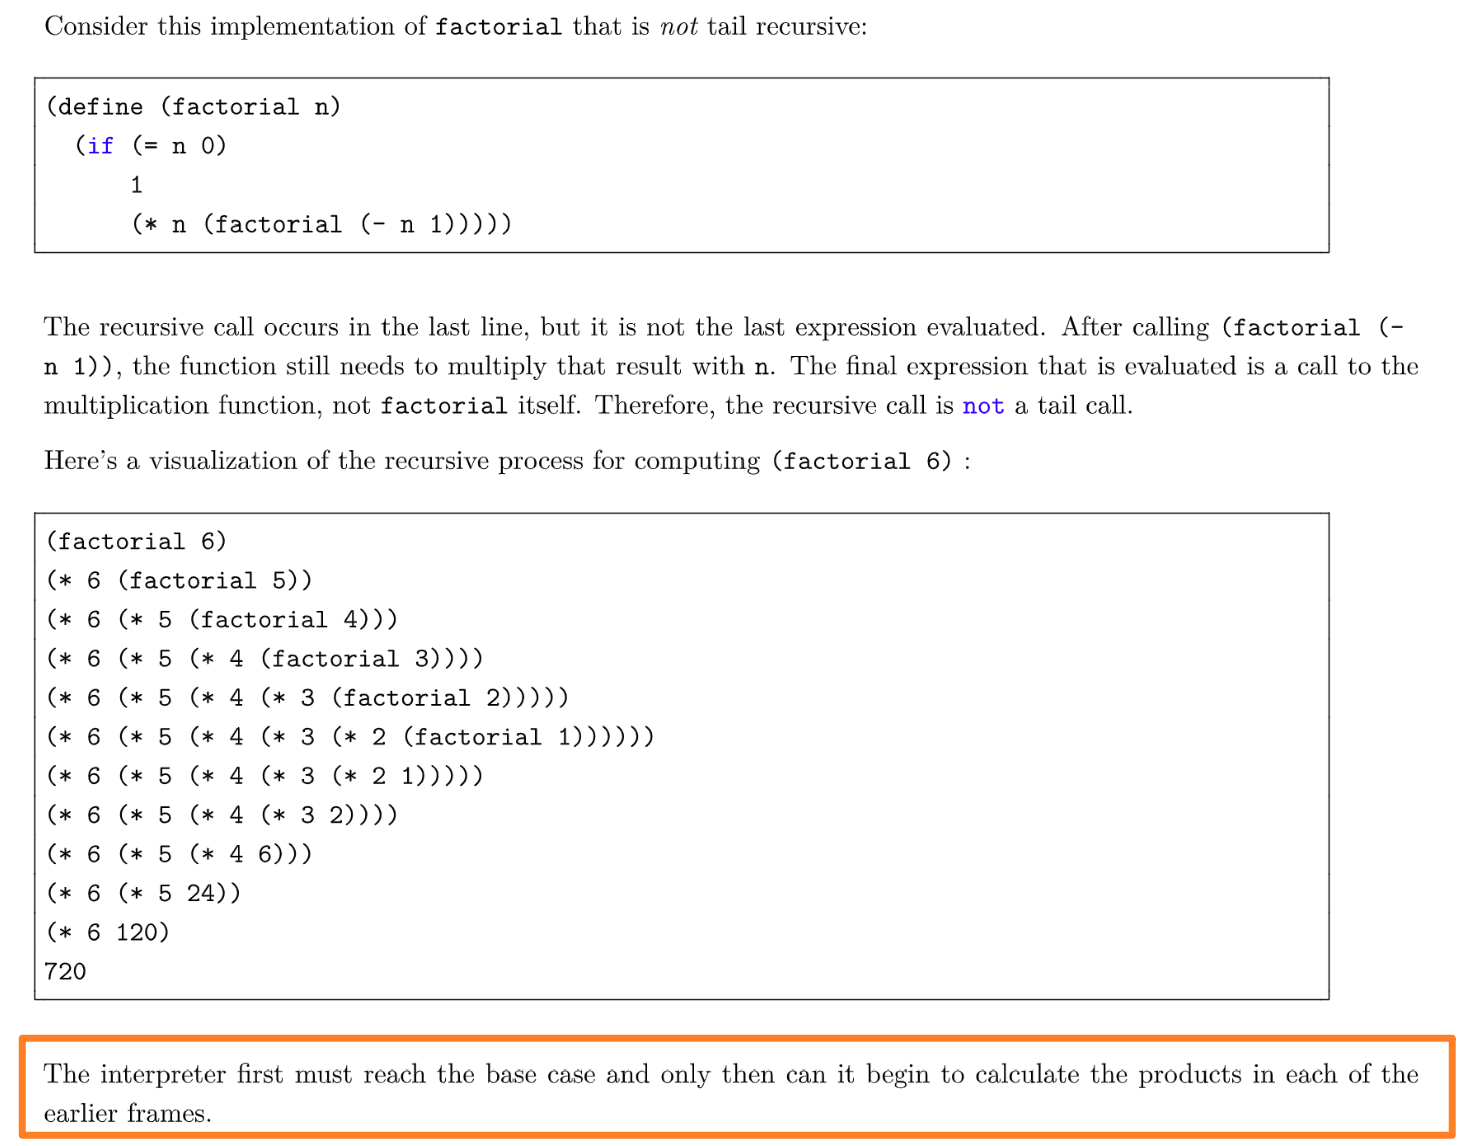 Consider this implementation of factorial that is not tail recursive:
(define (factorial n)
  (if (= n 0)
      1
      (* n (factorial (- n 1)))))
The recursive call occurs in the last line, but it is not the last expression evaluated. After calling (factorial (-
n 1)), the function still needs to multiply that result with n. The final expression that is evaluated is a call to the
multiplication function, not factorial itself. Therefore, the recursive call is not a tail call.
Here's a visualization of the recursive process for computing (factorial 6) :
(factorial 6)
(* 6 (factorial 5))
(* 6 (* 5 (factorial 4)))
(* 6 (* 5 (* 4 (factorial 3))))
(* 6 (* 5 (* 4 (* 3 (factorial 2)))))
(* 6 (* 5 (* 4 (* 3 (* 2 (factorial 1))))))
(* 6 (* 5 (* 4 (* 3 (* 2 1)))))
(* 6 (* 5 (* 4 (* 3 2))))
(* 6 (* 5 (* 4 6)))
(* 6 (* 5 24))
(* 6 120)
720
The interpreter first must reach the base case and only then can it begin to calculate the products in each of the
earlier frames.